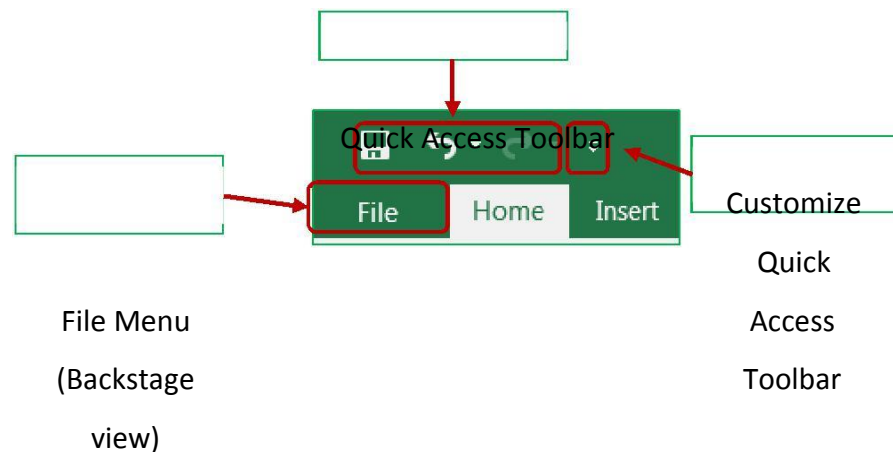 Quick Access Toolbar
File Home Insert
Customize
Quick
Access
Toolbar
File Menu
(Backstage
view)